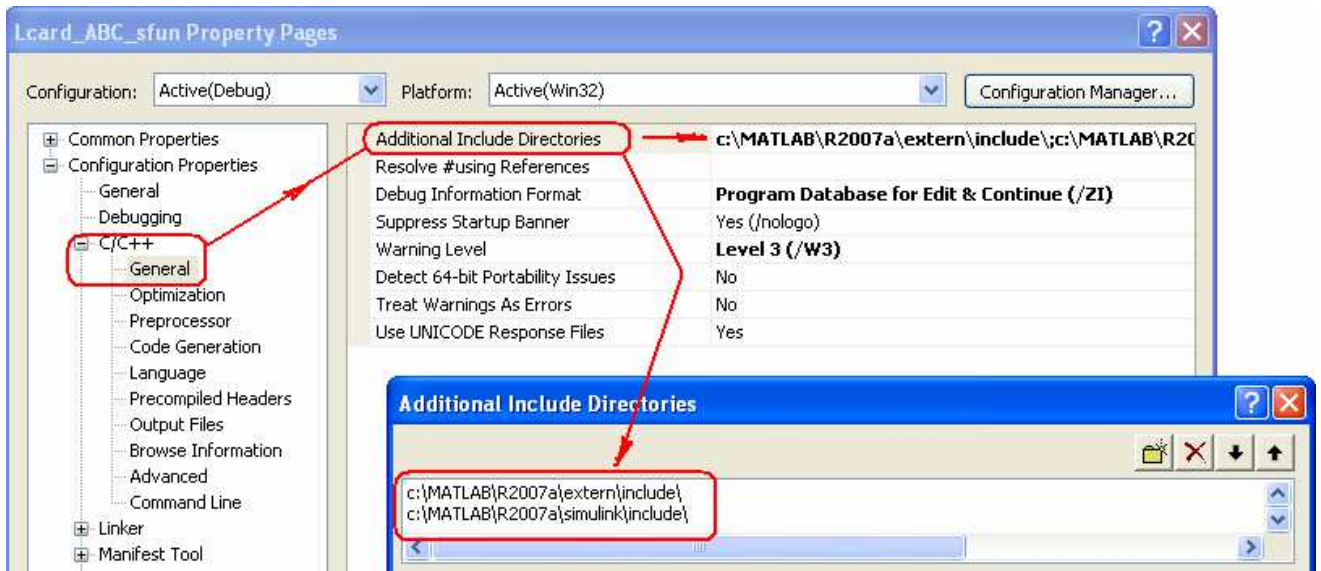 Lcard_ABC_sfun Property Pages
Configuration: Active(Debug) Platform: Active(Win32) Configuration Manager...
Common Properties
Configuration Properties
General
Debugging
C/C++
General
Optimization
Preprocessor
Code Generation
Language
Precompiled Headers
Output Files
Browse Information
Advanced
Command Line
Linker
Manifest Tool
Additional Include Directories c:\MATLAB\R2007a\extern\include\;c:\MATLAB\R20
Resolve #using References
Debug Information Format Program Database for Edit & Continue (/ZI)
Suppress Startup Banner Yes (/nologo)
Warning Level Level 3 (/W3)
Detect 64-bit Portability Issues No
Treat Warnings As Errors No
Use UNICODE Response Files Yes
Additional Include Directories
c:\MATLAB\R2007a\extern\include\
c:\MATLAB\R2007a\simulink\include\